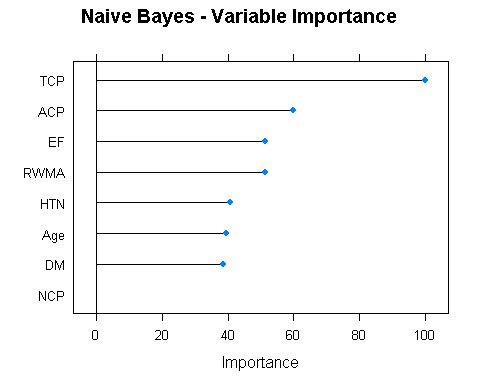 Naive Bayes - Variable Importance
TCP
ACP
EF
RWMA
HTN
Age
DM
NCP
0 20 40 60 80 100
Importance